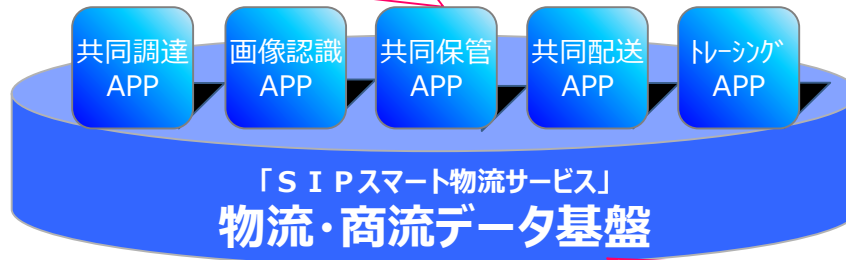 共同調達
APP
画像認識
APP
共同保管
APP
共同配送
APP
ﾄﾚｰｼﾝｸﾞ
APP
「ＳＩＰスマート物流サービス」
物流・商流データ基盤